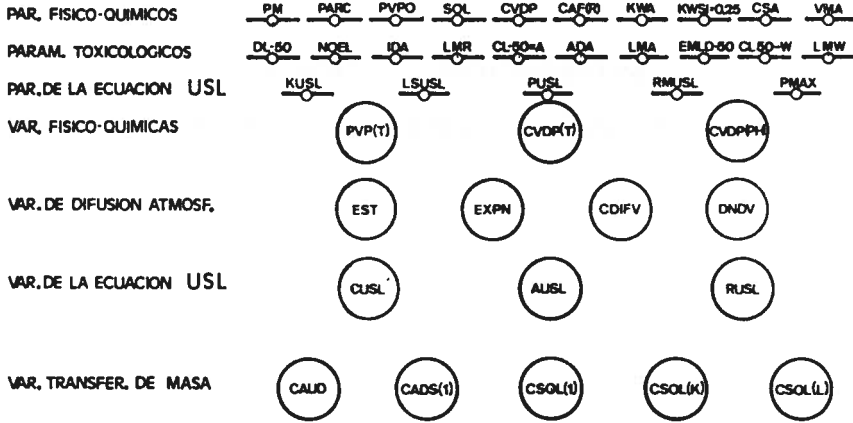 PAR. FISICO-QUIMICOS PM PARC PVPO SOL CVDP CAF(R) KWA KWSI=0.25 CSA VMA
PARAM. TOXICOLOGICOS DL-50 NOEL IDA LMR CL-50=A ADA LMA EMLD-50 CL50-W LMW
PAR. DE LA ECUACION USL KUSL LSUSL PUSL RMUSL PMAX
VAR. FISICO-QUIMICAS PVP(T) CVDP(T) CVDP(PH)
VAR. DE DIFUSION ATMOSF. EST EXPN CDIFV DNDV
VAR. DE LA ECUACION USL CUSL AUSL RUSL
VAR. TRANSFER. DE MASA CAUD CADS(1) CSOL(1) CSOL(K) CSOL(L)